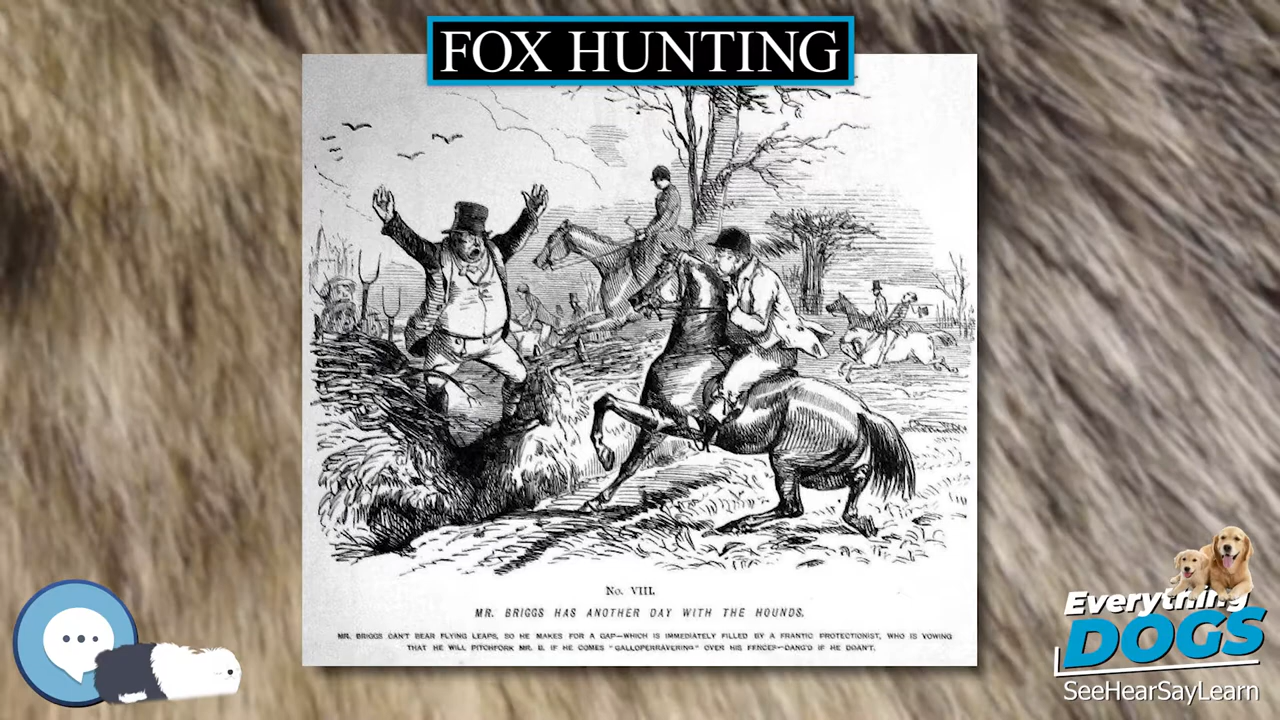 FOX HUNTING
No. VIII.
MR. BRIGGS HAS ANOTHER DAY WITH THE HOUNDS.
MR. BRIGGS CAN'T BEAR FLYING LEAPS, SO HE MAKES FOR A GAP—WHICH IS IMMEDIATELY FILLED BY A FRANTIC PROTECTIONIST, WHO IS VOWING
THAT HE WILL PITCHFORK MR. B. IF HE COMES "GALLOPERRAVERING" OVER HIS FENCES—DANG'D IF HE DOAN'T.
Everything
DOGS
SeeHearSayLearn